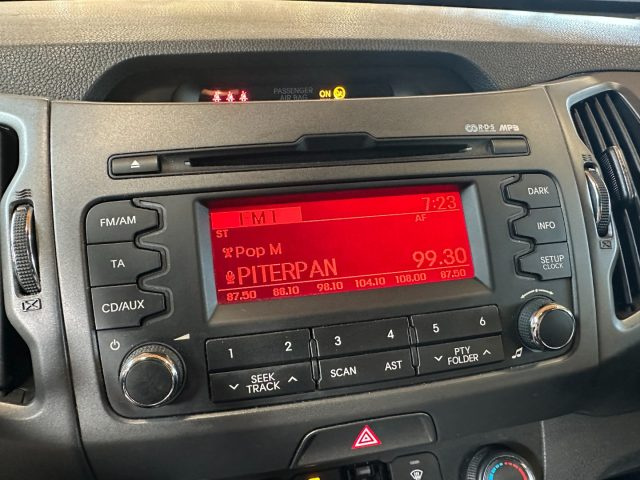 PASSENGER
AIR BAG
ON
R·D·S MP3
FM/AM
TA
CD/AUX
FM1 7:23
ST AF
Pop M
PITERPAN 99.30
87.50 88.10 98.10 104.10 108.00 87.50
DARK
INFO
SETUP
CLOCK
1 2 3 4 5 6
SEEK
TRACK
SCAN AST
PTY
FOLDER